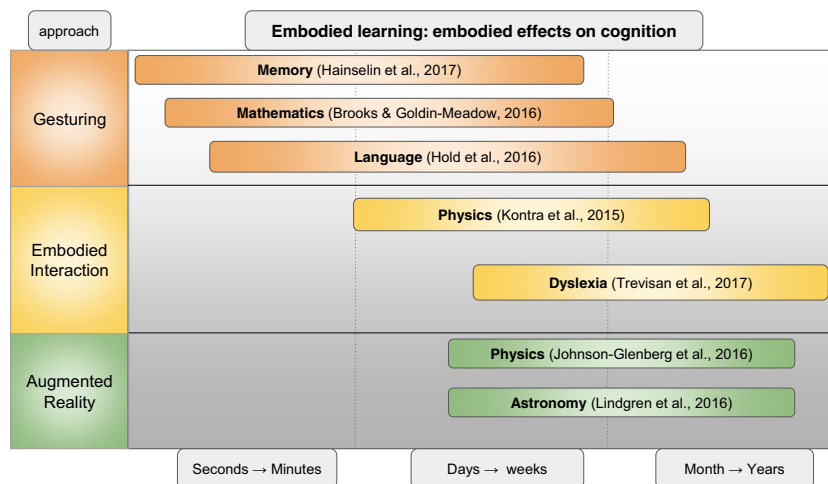 approach
Embodied learning: embodied effects on cognition
Gesturing
Memory (Hainselin et al., 2017)
Mathematics (Brooks & Goldin-Meadow, 2016)
Language (Hold et al., 2016)
Embodied
Interaction
Physics (Kontra et al., 2015)
Dyslexia (Trevisan et al., 2017)
Augmented
Reality
Physics (Johnson-Glenberg et al., 2016)
Astronomy (Lindgren et al., 2016)
Seconds → Minutes
Days → weeks
Month → Years